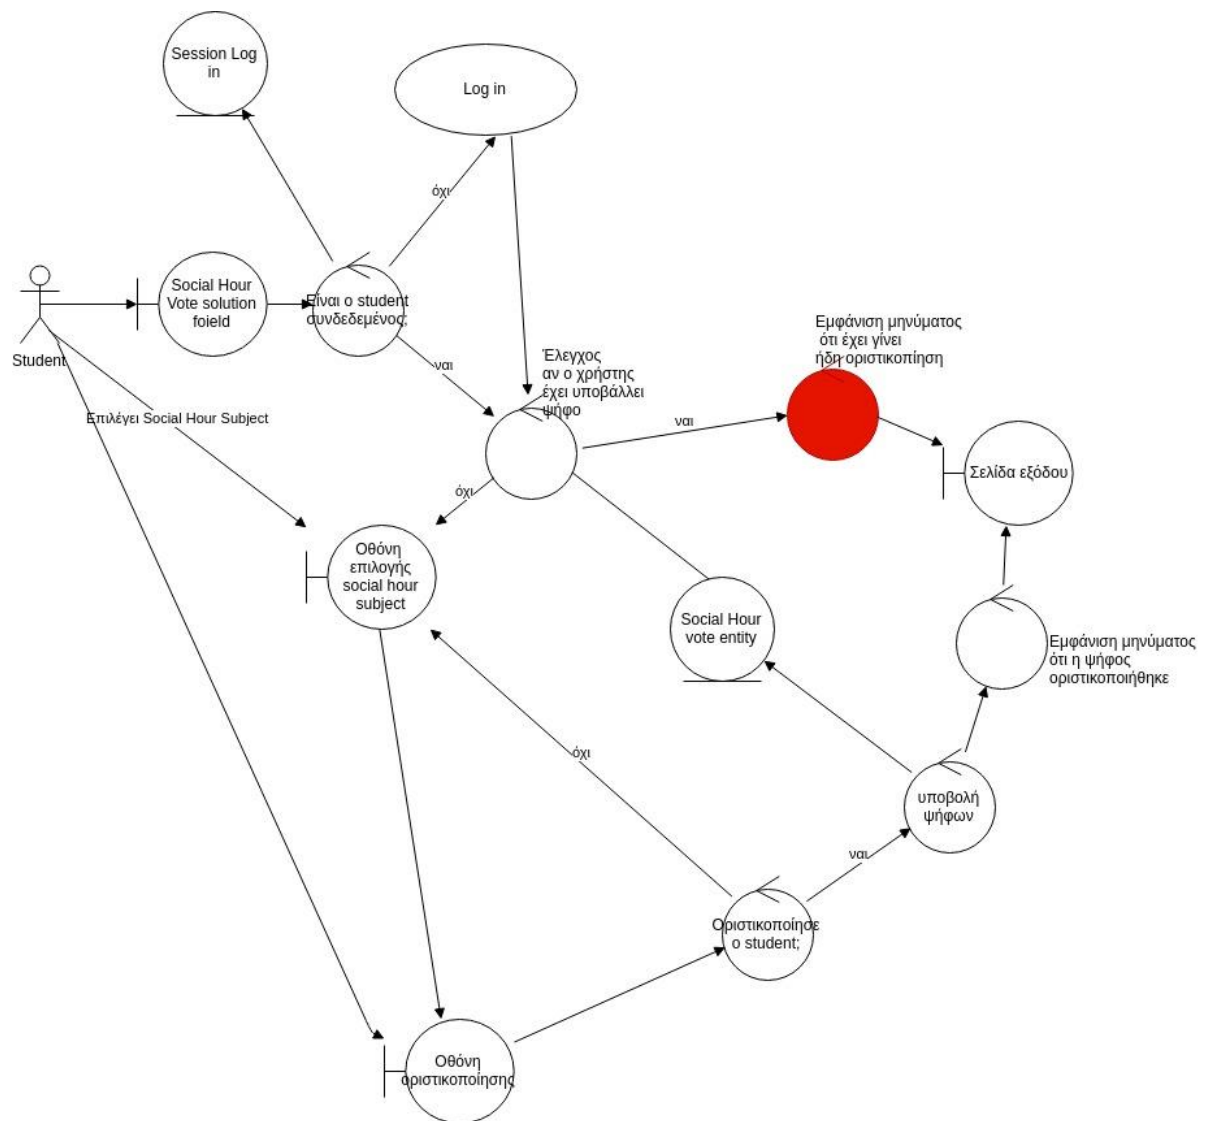 Session Log
in
Log in
όχι
Social Hour
Vote solution
foield
Είναι ο student
συνδεδεμένος;
Student
ναι
Έλεγχος
αν ο χρήστης
έχει υποβάλλει
ψήφο
Εμφάνιση μηνύματος
ότι έχει γίνει
ήδη οριστικοπίηση
Επιλέγει Social Hour Subject
ναι
Σελίδα εξόδου
όχι
Οθόνη
επιλογής
social hour
subject
Social Hour
vote entity
Εμφάνιση μηνύματος
ότι η ψήφος
οριστικοποιήθηκε
όχι
υποβολή
ψήφων
ναι
Οριστικοποίησε
ο student;
Οθόνη
οριστικοποίησης